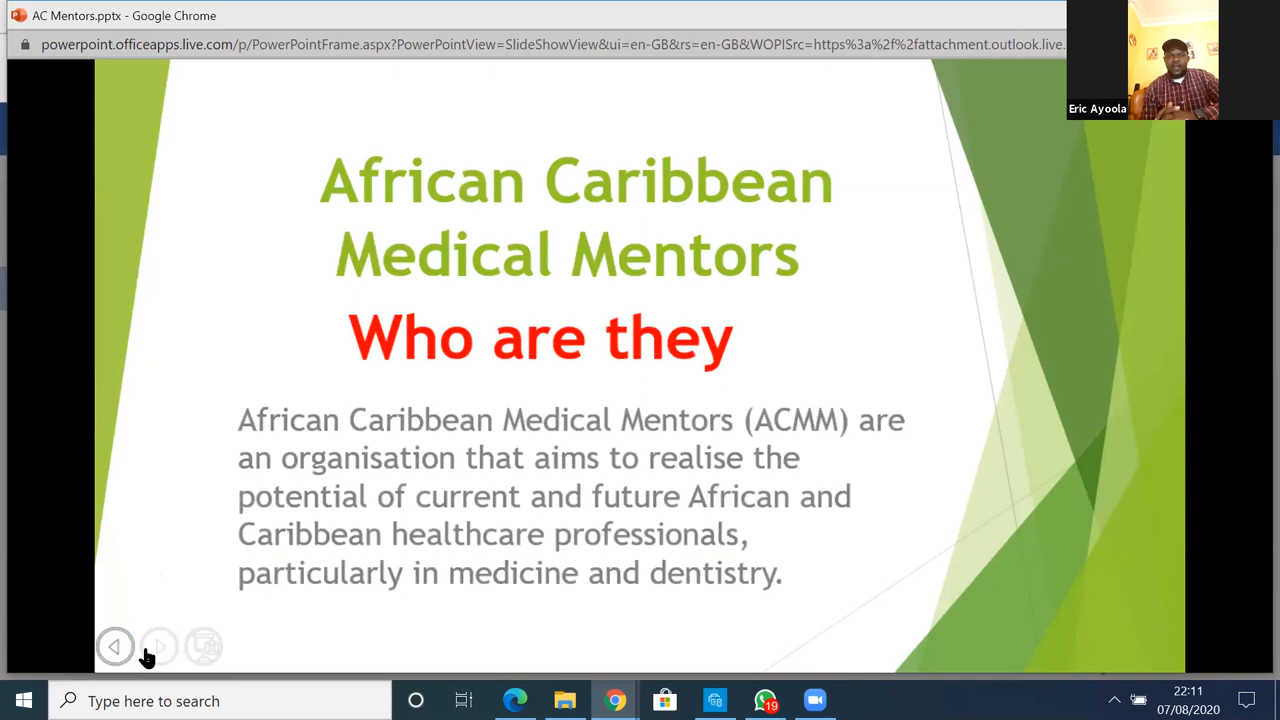 AC Mentors.pptx - Google Chrome
powerpoint.officeapps.live.com/p/PowerPointFrame.aspx?PowerPointView=SlideShowView&ui=en-GB&rs=en-GB&WOPISrc=https%3a%2f%2fattachment.outlook.live.
Eric Ayoola
African Caribbean
Medical Mentors
Who are they
African Caribbean Medical Mentors (ACMM) are
an organisation that aims to realise the
potential of current and future African and
Caribbean healthcare professionals,
particularly in medicine and dentistry.
Type here to search
19
22:11
07/08/2020